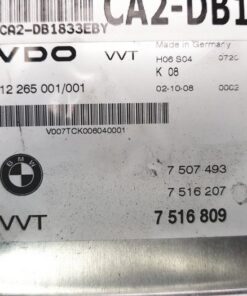 CA2-DB1
CA2-DB1833EBY
VDO VVT
Made in Germany
H06 S04 0720
K 08
12 265 001/001
02-10-08 0002
V007TCK006040001
BMW
7 507 493
7 516 207
VVT 7 516 809